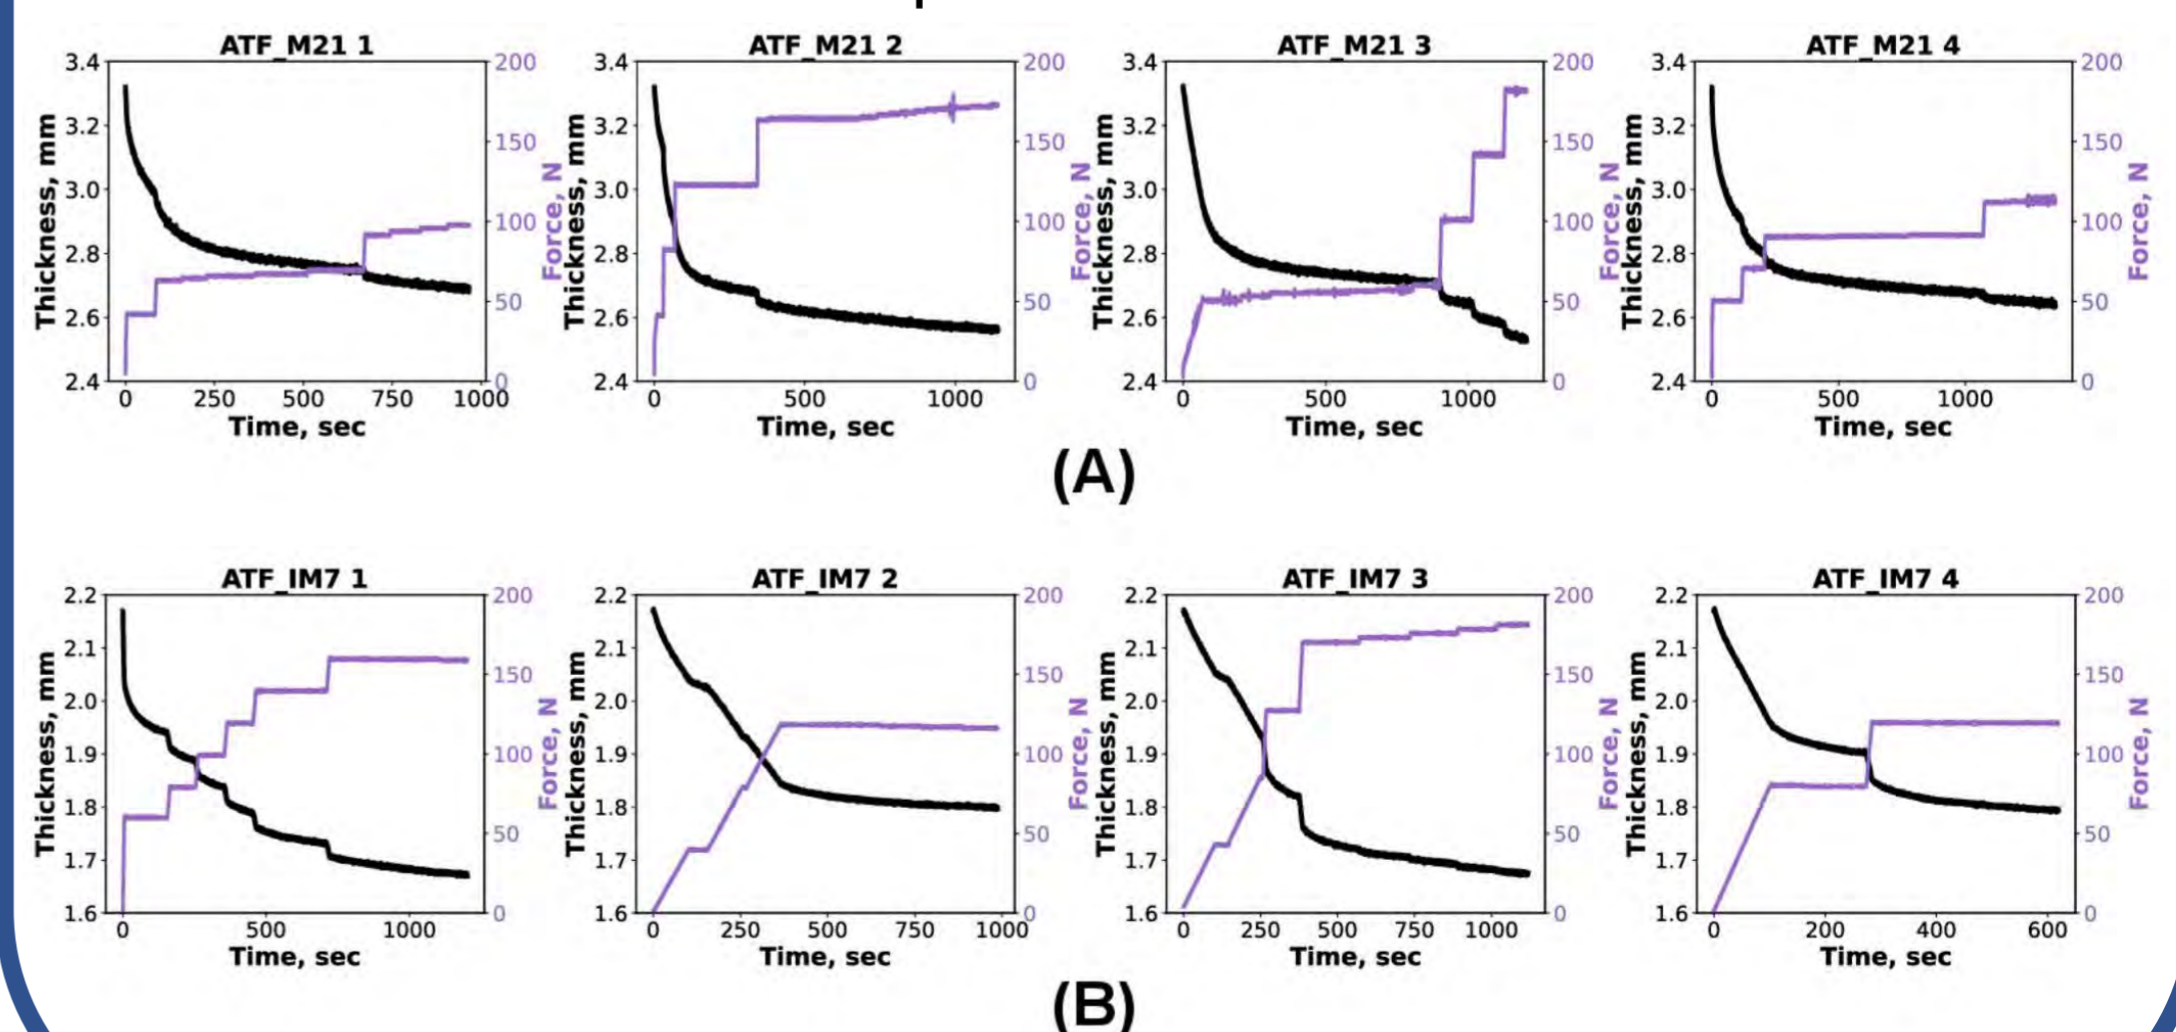 ATF_M21 1
3.4
3.2
3.0
2.8
2.6
2.4
Thickness, mm
0 250 500 750 1000
Time, sec
200
150
100
50
0
Force, N
ATF_M21 2
3.4
3.2
3.0
2.8
2.6
2.4
Thickness, mm
0 500 1000
Time, sec
200
150
100
50
0
Force, N
ATF_M21 3
3.4
3.2
3.0
2.8
2.6
2.4
Thickness, mm
0 500 1000
Time, sec
200
150
100
50
0
Force, N
ATF_M21 4
3.4
3.2
3.0
2.8
2.6
2.4
Thickness, mm
0 500 1000
Time, sec
200
150
100
50
0
Force, N
(A)
ATF_IM7 1
2.2
2.1
2.0
1.9
1.8
1.7
1.6
Thickness, mm
0 500 1000
Time, sec
200
150
100
50
0
Force, N
ATF_IM7 2
2.2
2.1
2.0
1.9
1.8
1.7
1.6
Thickness, mm
0 250 500 750 1000
Time, sec
200
150
100
50
0
Force, N
ATF_IM7 3
2.2
2.1
2.0
1.9
1.8
1.7
1.6
Thickness, mm
0 250 500 750 1000
Time, sec
200
150
100
50
0
Force, N
ATF_IM7 4
2.2
2.1
2.0
1.9
1.8
1.7
1.6
Thickness, mm
0 200 400 600
Time, sec
200
150
100
50
0
Force, N
(B)